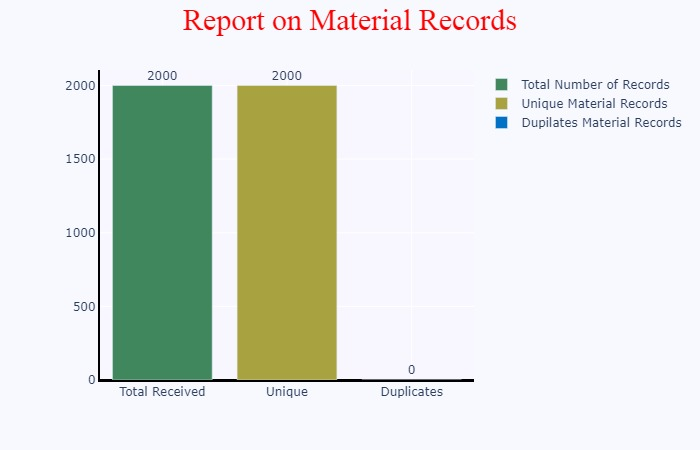 Report on Material Records
2000
2000
0
2000
1500
1000
500
0
Total Received
Unique
Duplicates
Total Number of Records
Unique Material Records
Dupilates Material Records